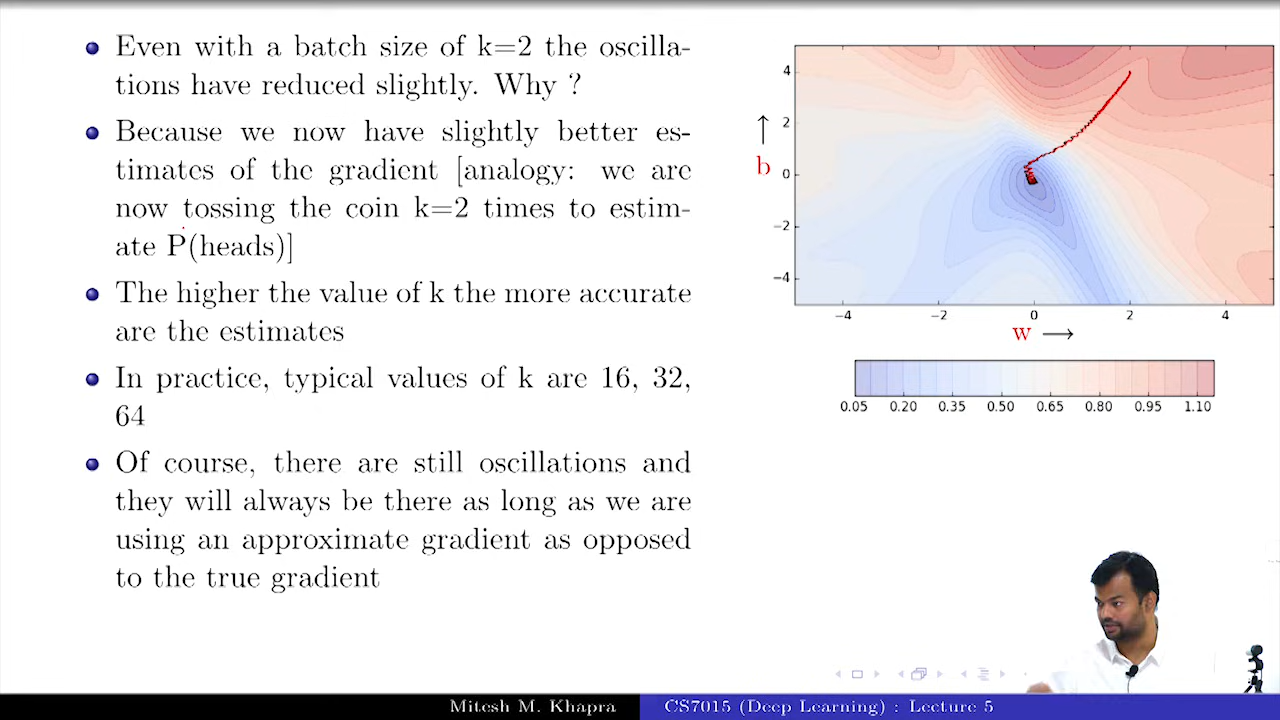 Even with a batch size of k=2 the oscilla-
tions have reduced slightly. Why ?
Because we now have slightly better es-
timates of the gradient [analogy: we are
now tossing the coin k=2 times to estim-
ate P(heads)]
The higher the value of k the more accurate
are the estimates
In practice, typical values of k are 16, 32,
64
Of course, there are still oscillations and
they will always be there as long as we are
using an approximate gradient as opposed
to the true gradient
4
2
0
−2
−4
b
−4 −2 0 2 4
w
0.05 0.20 0.35 0.50 0.65 0.80 0.95 1.10
Mitesh M. Khapra CS7015 (Deep Learning) : Lecture 5